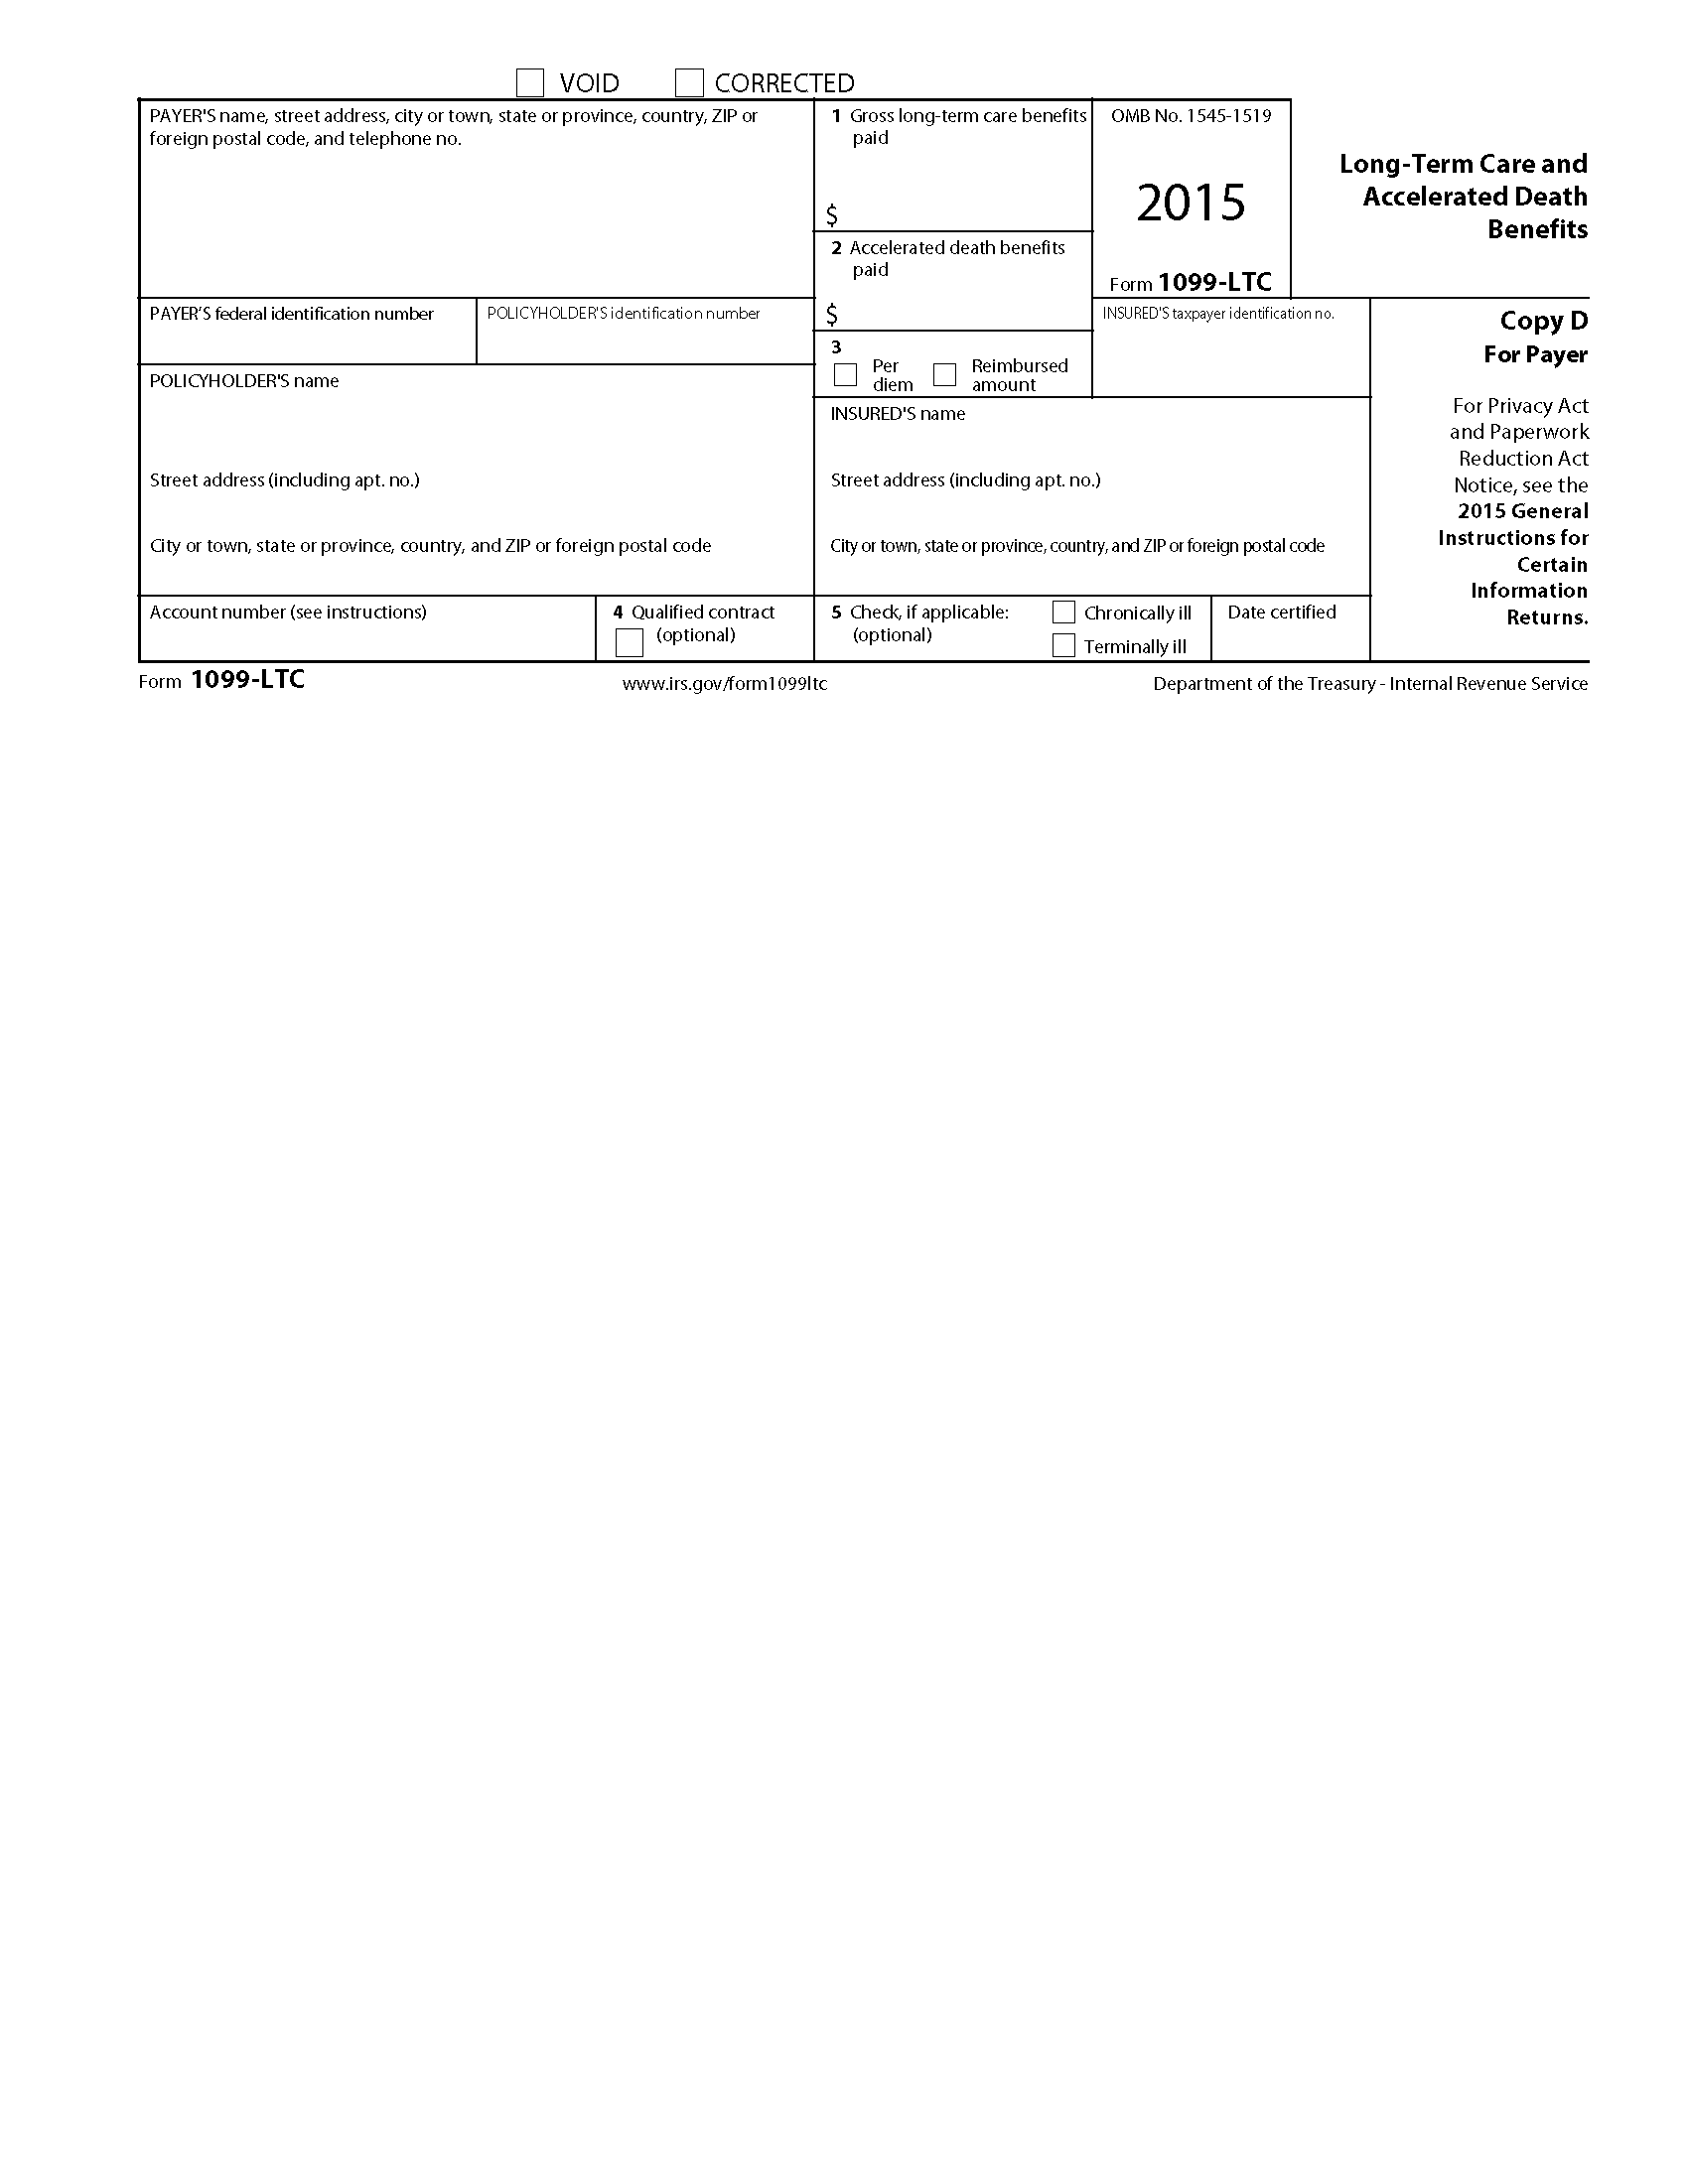 VOID CORRECTED
PAYER'S name, street address, city or town, state or province, country, ZIP or
foreign postal code, and telephone no.
1 Gross long-term care benefits
paid
$
OMB No. 1545-1519
2015
Form 1099-LTC
Long-Term Care and
Accelerated Death
Benefits
2 Accelerated death benefits
paid
$
PAYER'S federal identification number
POLICYHOLDER'S identification number
3
Per
diem
Reimbursed
amount
INSURED'S taxpayer identification no.
Copy D
For Payer
For Privacy Act
and Paperwork
Reduction Act
Notice, see the
2015 General
Instructions for
Certain
Information
Returns.
POLICYHOLDER'S name
Street address (including apt. no.)
City or town, state or province, country, and ZIP or foreign postal code
INSURED'S name
Street address (including apt. no.)
City or town, state or province, country, and ZIP or foreign postal code
Account number (see instructions)
4 Qualified contract
(optional)
5 Check, if applicable:
(optional)
Chronically ill
Terminally ill
Date certified
Form 1099-LTC
www.irs.gov/form1099ltc
Department of the Treasury - Internal Revenue Service